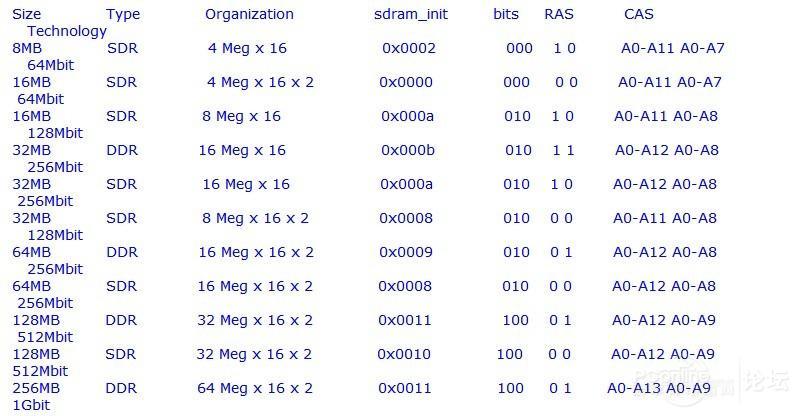 Size Type Organization sdram_init bits RAS CAS
Technology
8MB SDR 4 Meg x 16 0x0002 000 1 0 A0-A11 A0-A7
64Mbit
16MB SDR 4 Meg x 16 x 2 0x0000 000 0 0 A0-A11 A0-A7
64Mbit
16MB SDR 8 Meg x 16 0x000a 010 1 0 A0-A11 A0-A8
128Mbit
32MB DDR 16 Meg x 16 0x000b 010 1 1 A0-A12 A0-A8
256Mbit
32MB SDR 16 Meg x 16 0x000a 010 1 0 A0-A12 A0-A8
256Mbit
32MB SDR 8 Meg x 16 x 2 0x0008 010 0 0 A0-A11 A0-A8
128Mbit
64MB DDR 16 Meg x 16 x 2 0x0009 010 0 1 A0-A12 A0-A8
256Mbit
64MB SDR 16 Meg x 16 x 2 0x0008 010 0 0 A0-A12 A0-A8
256Mbit
128MB DDR 32 Meg x 16 x 2 0x0011 100 0 1 A0-A12 A0-A9
512Mbit
128MB SDR 32 Meg x 16 x 2 0x0010 100 0 0 A0-A12 A0-A9
512Mbit
256MB DDR 64 Meg x 16 x 2 0x0011 100 0 1 A0-A13 A0-A9
1Gbit
论坛